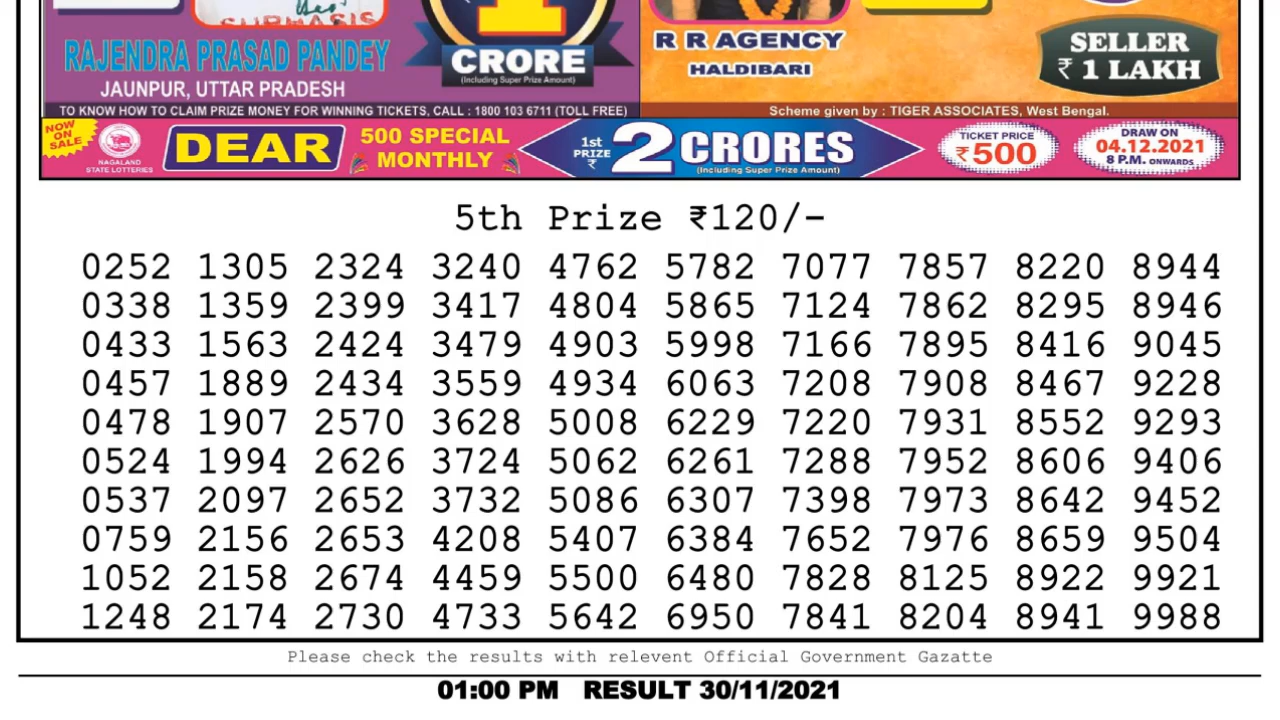 SUBHASIS
RAJENDRA PRASAD PANDEY
JAUNPUR, UTTAR PRADESH
1
CRORE
(Including Super Prize Amount)
R R AGENCY
HALDIBARI
SELLER
₹ 1 LAKH
TO KNOW HOW TO CLAIM PRIZE MONEY FOR WINNING TICKETS, CALL : 1800 103 6711 (TOLL FREE)
Scheme given by : TIGER ASSOCIATES, West Bengal.
NOW
ON
SALE
NAGALAND
STATE LOTTERIES
DEAR
500 SPECIAL
MONTHLY
1st
PRIZE
₹
2 CRORES
(Including Super Prize Amount)
TICKET PRICE
₹500
DRAW ON
04.12.2021
8 P.M. ONWARDS
5th Prize ₹120/-
0252 1305 2324 3240 4762 5782 7077 7857 8220 8944
0338 1359 2399 3417 4804 5865 7124 7862 8295 8946
0433 1563 2424 3479 4903 5998 7166 7895 8416 9045
0457 1889 2434 3559 4934 6063 7208 7908 8467 9228
0478 1907 2570 3628 5008 6229 7220 7931 8552 9293
0524 1994 2626 3724 5062 6261 7288 7952 8606 9406
0537 2097 2652 3732 5086 6307 7398 7973 8642 9452
0759 2156 2653 4208 5407 6384 7652 7976 8659 9504
1052 2158 2674 4459 5500 6480 7828 8125 8922 9921
1248 2174 2730 4733 5642 6950 7841 8204 8941 9988
Please check the results with relevent Official Government Gazatte
01:00 PM RESULT 30/11/2021